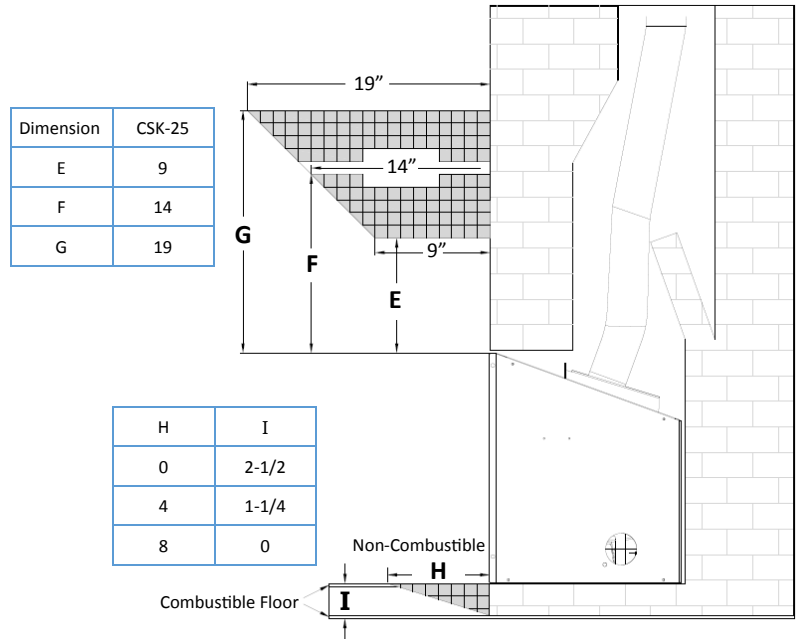 19”
Dimension CSK-25
E 9
F 14
G 19
14”
G
F
9”
E
H I
0 2-1/2
4 1-1/4
8 0
Non-Combustible
H
I
Combustible Floor